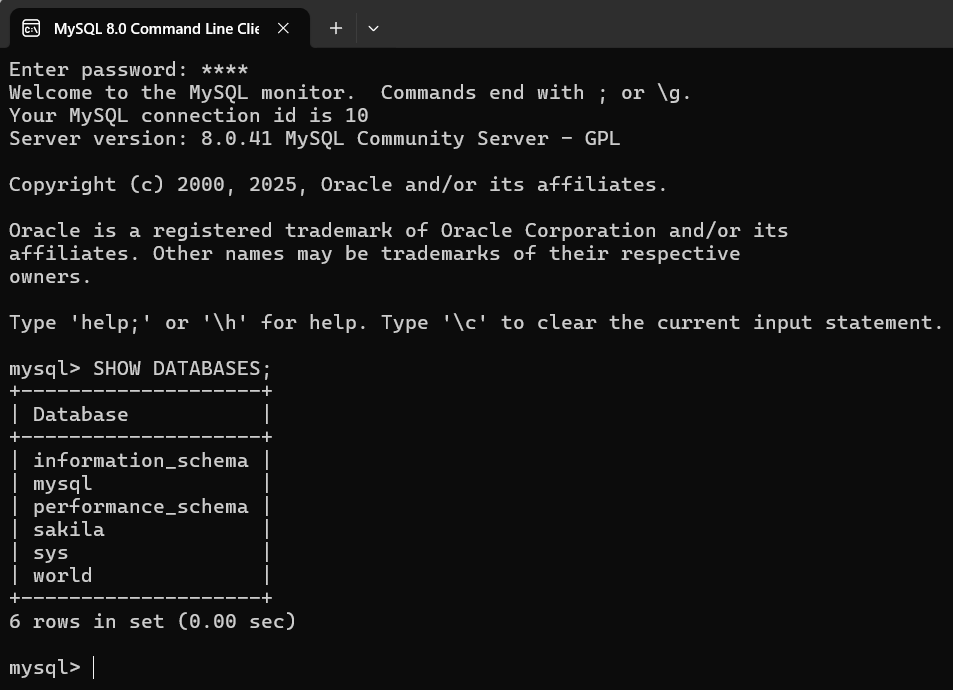 MySQL 8.0 Command Line Clie
Enter password: ****
Welcome to the MySQL monitor.  Commands end with ; or \g.
Your MySQL connection id is 10
Server version: 8.0.41 MySQL Community Server - GPL

Copyright (c) 2000, 2025, Oracle and/or its affiliates.

Oracle is a registered trademark of Oracle Corporation and/or its
affiliates. Other names may be trademarks of their respective
owners.

Type 'help;' or '\h' for help. Type '\c' to clear the current input statement.

mysql> SHOW DATABASES;
+--------------------+
| Database           |
+--------------------+
| information_schema |
| mysql              |
| performance_schema |
| sakila             |
| sys                |
| world              |
+--------------------+
6 rows in set (0.00 sec)

mysql>